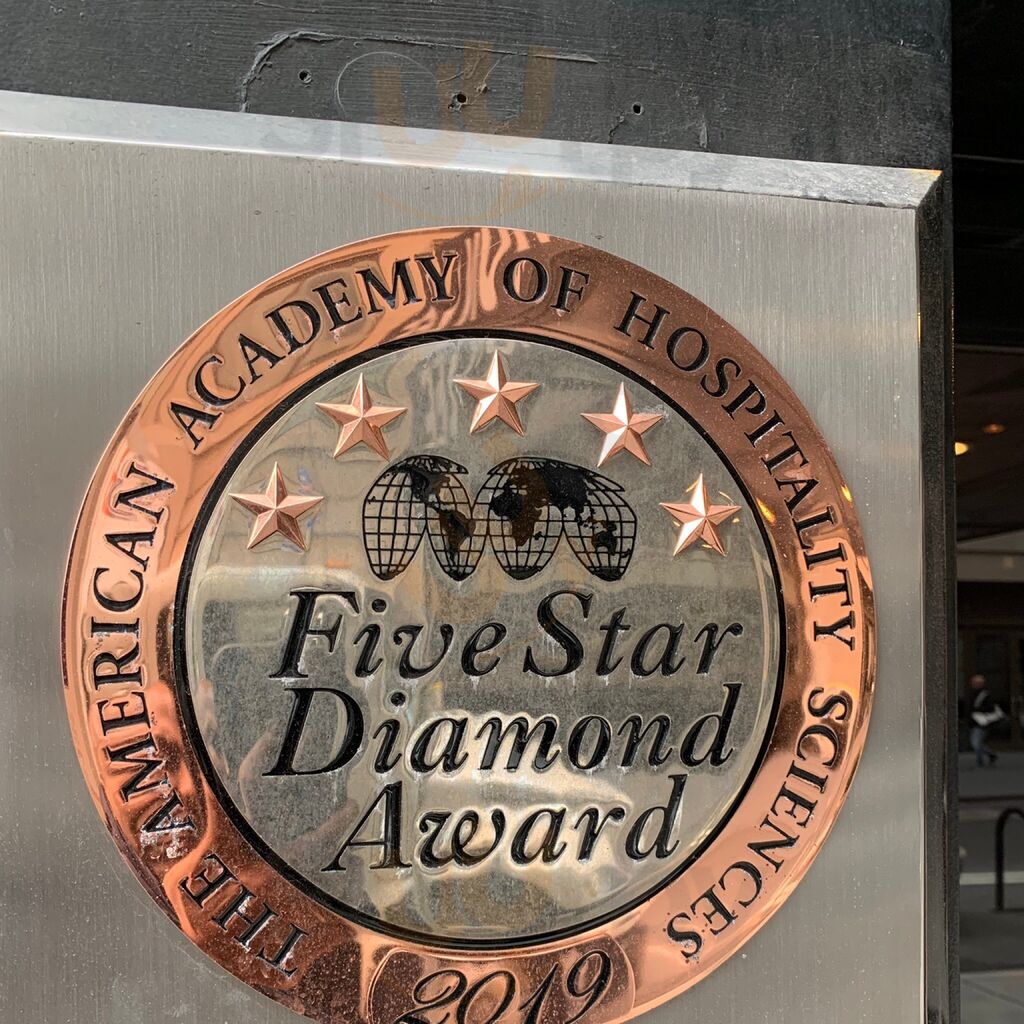 THE AMERICAN ACADEMY OF HOSPITALITY SCIENCES
Five Star
Diamond
Award
2019